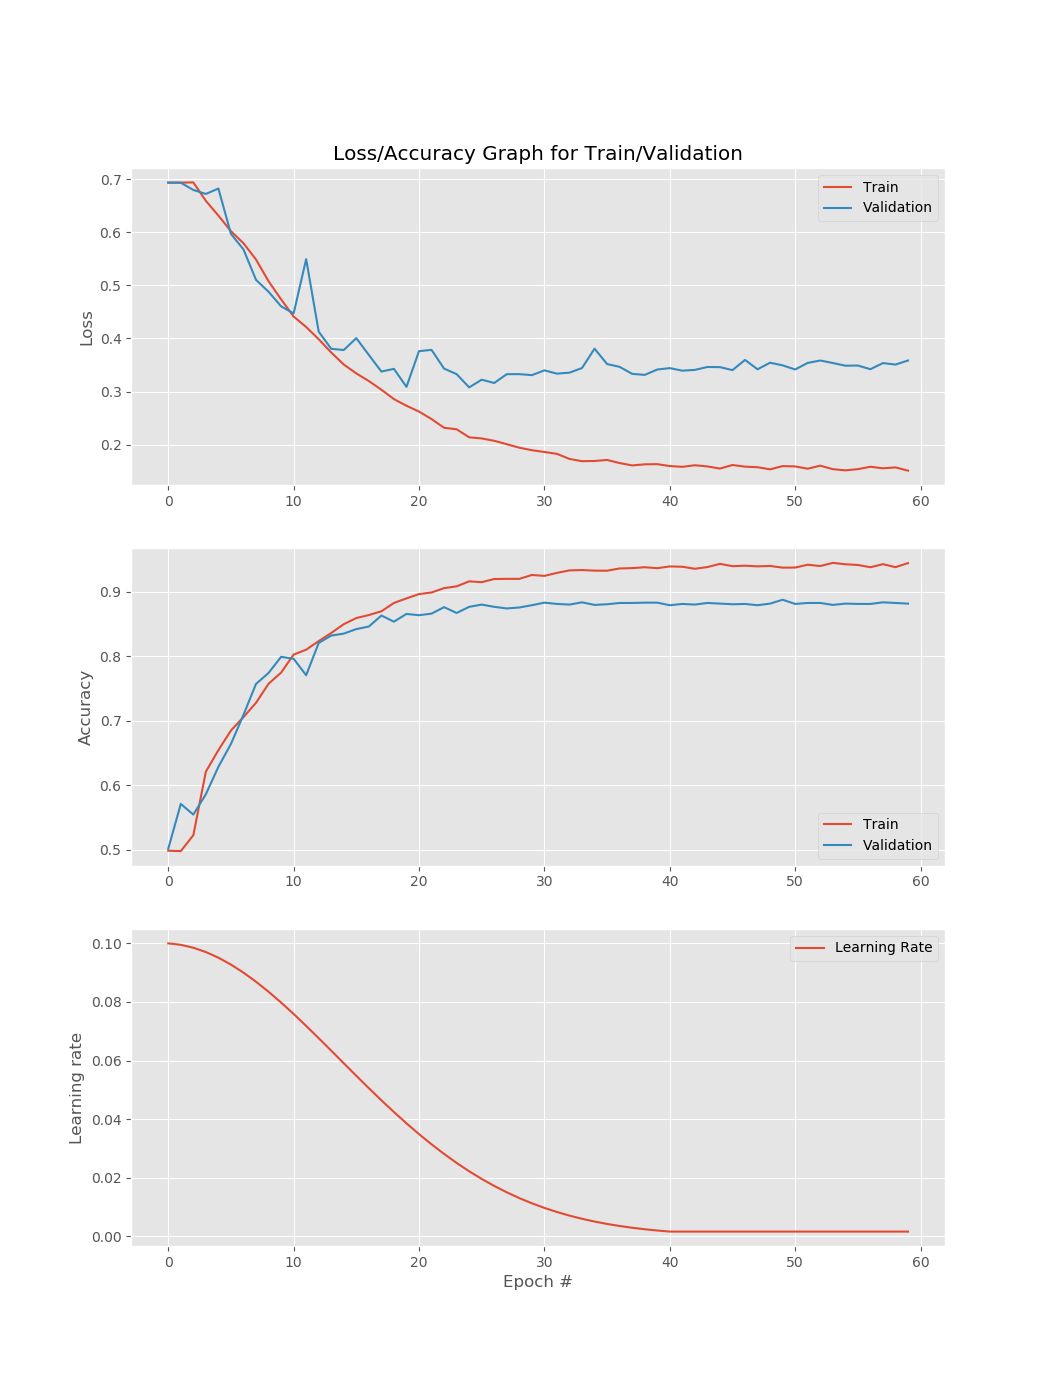 Loss/Accuracy Graph for Train/Validation
0.7
0.6
0.5
0.4
0.3
0.2
Loss
Train
Validation
0 10 20 30 40 50 60
0.9
0.8
0.7
0.6
0.5
Accuracy
Train
Validation
0 10 20 30 40 50 60
0.10
0.08
0.06
0.04
0.02
0.00
Learning rate
Learning Rate
0 10 20 30 40 50 60
Epoch #